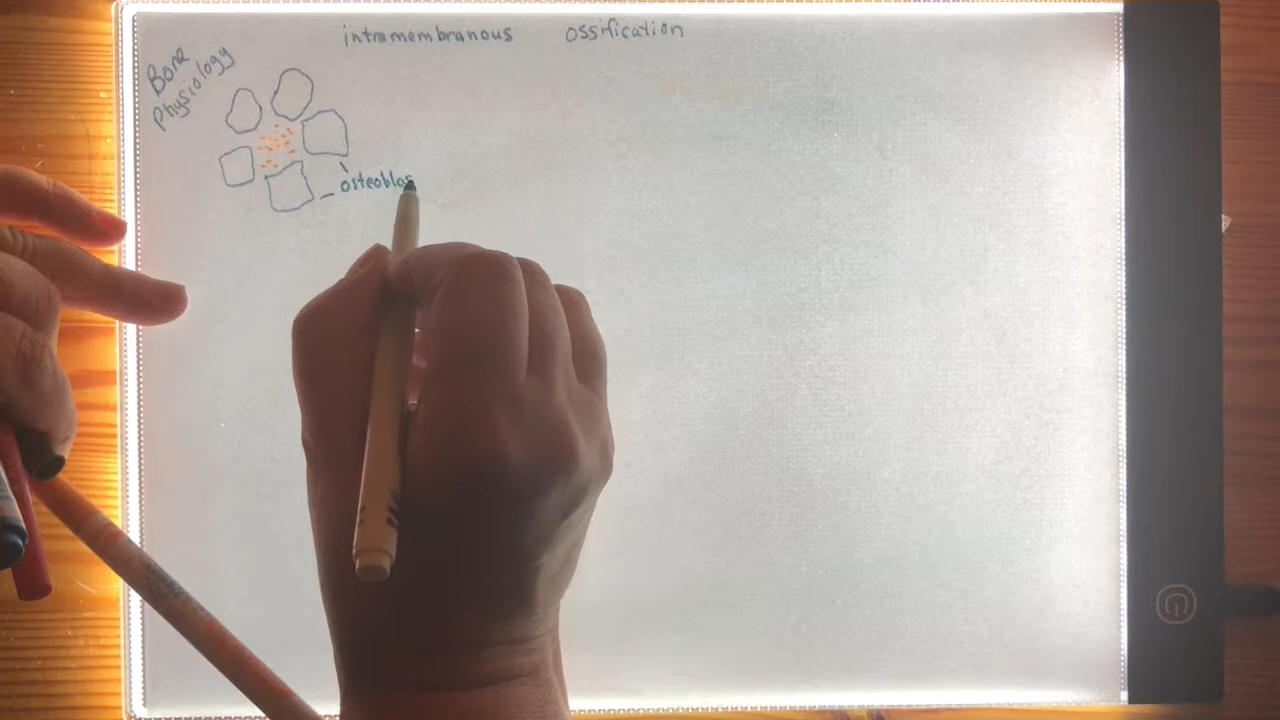 intramembranous ossification
Bone
Physiology
osteoblas